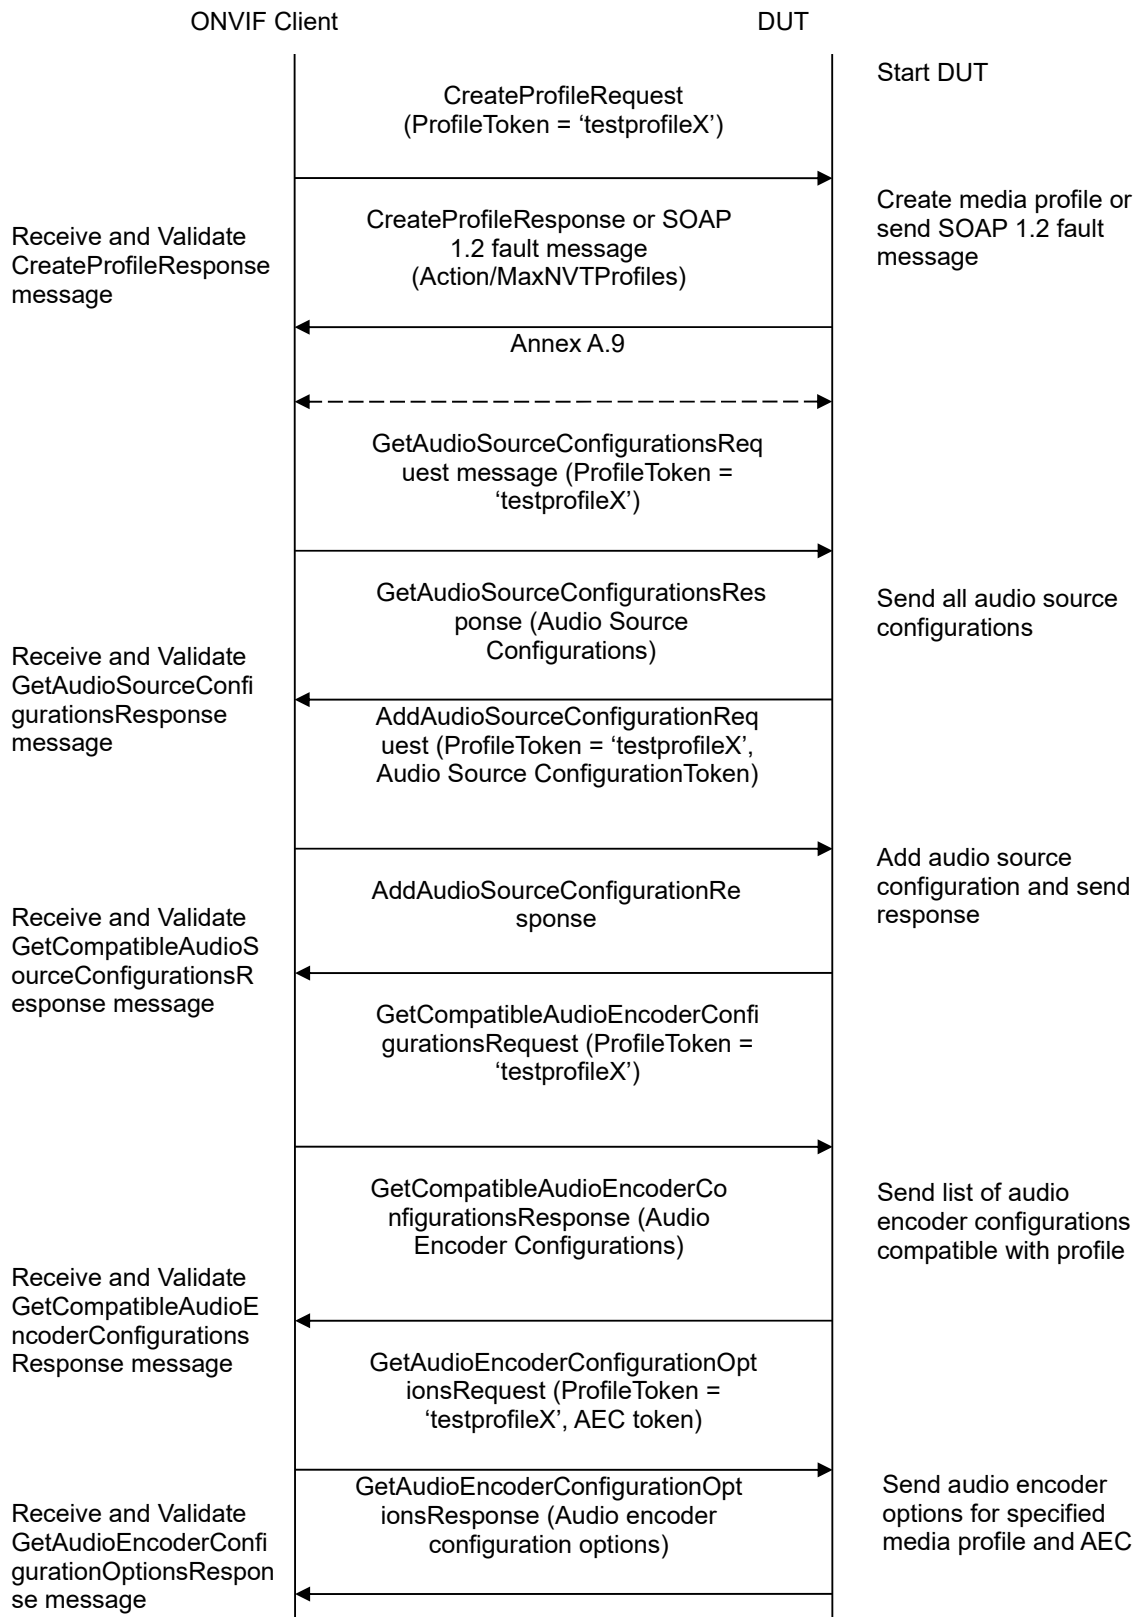 ONVIF Client
DUT
Start DUT
CreateProfileRequest
(ProfileToken = ‘testprofileX’)
Create media profile or
send SOAP 1.2 fault
message
CreateProfileResponse or SOAP
1.2 fault message
(Action/MaxNVTProfiles)
Receive and Validate
CreateProfileResponse
message
Annex A.9
GetAudioSourceConfigurationsReq
uest message (ProfileToken =
‘testprofileX’)
GetAudioSourceConfigurationsRes
ponse (Audio Source
Configurations)
Send all audio source
configurations
Receive and Validate
GetAudioSourceConfi
gurationsResponse
message
AddAudioSourceConfigurationReq
uest (ProfileToken = ‘testprofileX’,
Audio Source ConfigurationToken)
Add audio source
configuration and send
response
AddAudioSourceConfigurationRe
sponse
Receive and Validate
GetCompatibleAudioS
ourceConfigurationsR
esponse message
GetCompatibleAudioEncoderConfi
gurationsRequest (ProfileToken =
‘testprofileX’)
GetCompatibleAudioEncoderCo
nfigurationsResponse (Audio
Encoder Configurations)
Send list of audio
encoder configurations
compatible with profile
Receive and Validate
GetCompatibleAudioE
ncoderConfigurations
Response message
GetAudioEncoderConfigurationOpt
ionsRequest (ProfileToken =
‘testprofileX’, AEC token)
GetAudioEncoderConfigurationOpt
ionsResponse (Audio encoder
configuration options)
Send audio encoder
options for specified
media profile and AEC
Receive and Validate
GetAudioEncoderConfi
gurationOptionsRespon
se message